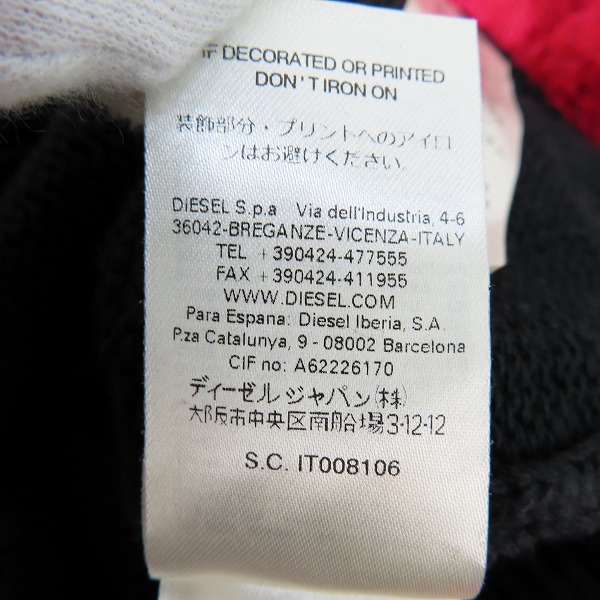 IF DECORATED OR PRINTED
DON'T IRON ON
装飾部分・プリントへのアイロ
ンはお避けください。
DIESEL S.p.a Via dell'Industria, 4-6
36042-BREGANZE-VICENZA-ITALY
TEL +390424-477555
FAX +390424-411955
WWW.DIESEL.COM
Para Espana: Diesel Iberia, S.A.
P.za Catalunya, 9 - 08002 Barcelona
CIF no: A62226170
ディーゼル ジャパン(株)
大阪市中央区南船場3-12-12
S.C. IT008106